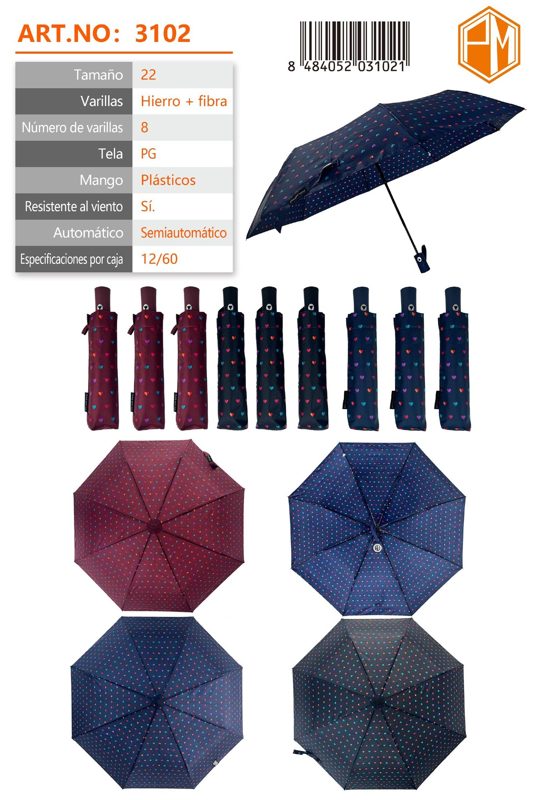 ART.NO: 3102
8 484052 031021
PM
Tamaño 22
Varillas Hierro + fibra
Número de varillas 8
Tela PG
Mango Plásticos
Resistente al viento Sí.
Automático Semiautomático
Especificaciones por caja 12/60